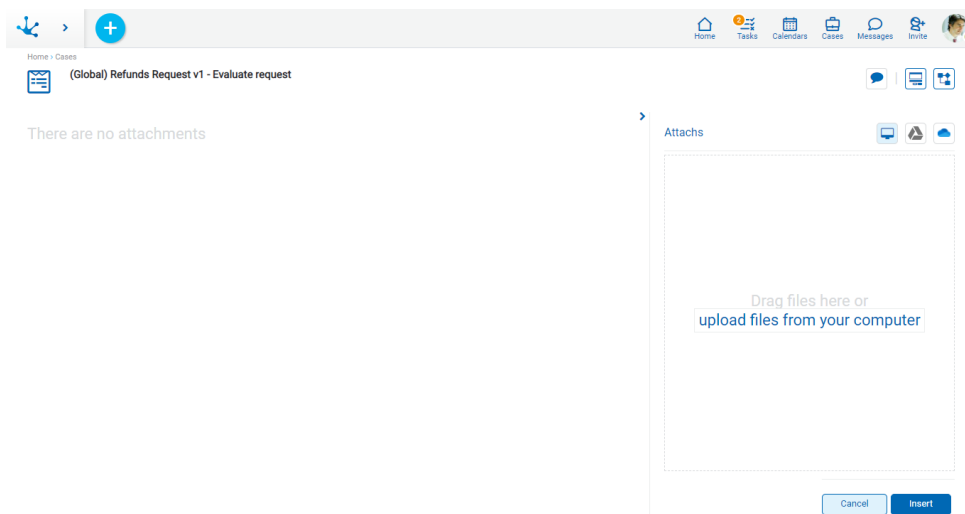 2
Home
Tasks
Calendars
Cases
Messages
Invite
Home › Cases
(Global) Refunds Request v1 - Evaluate request
There are no attachments
Attachs
Drag files here or
upload files from your computer
Cancel
Insert